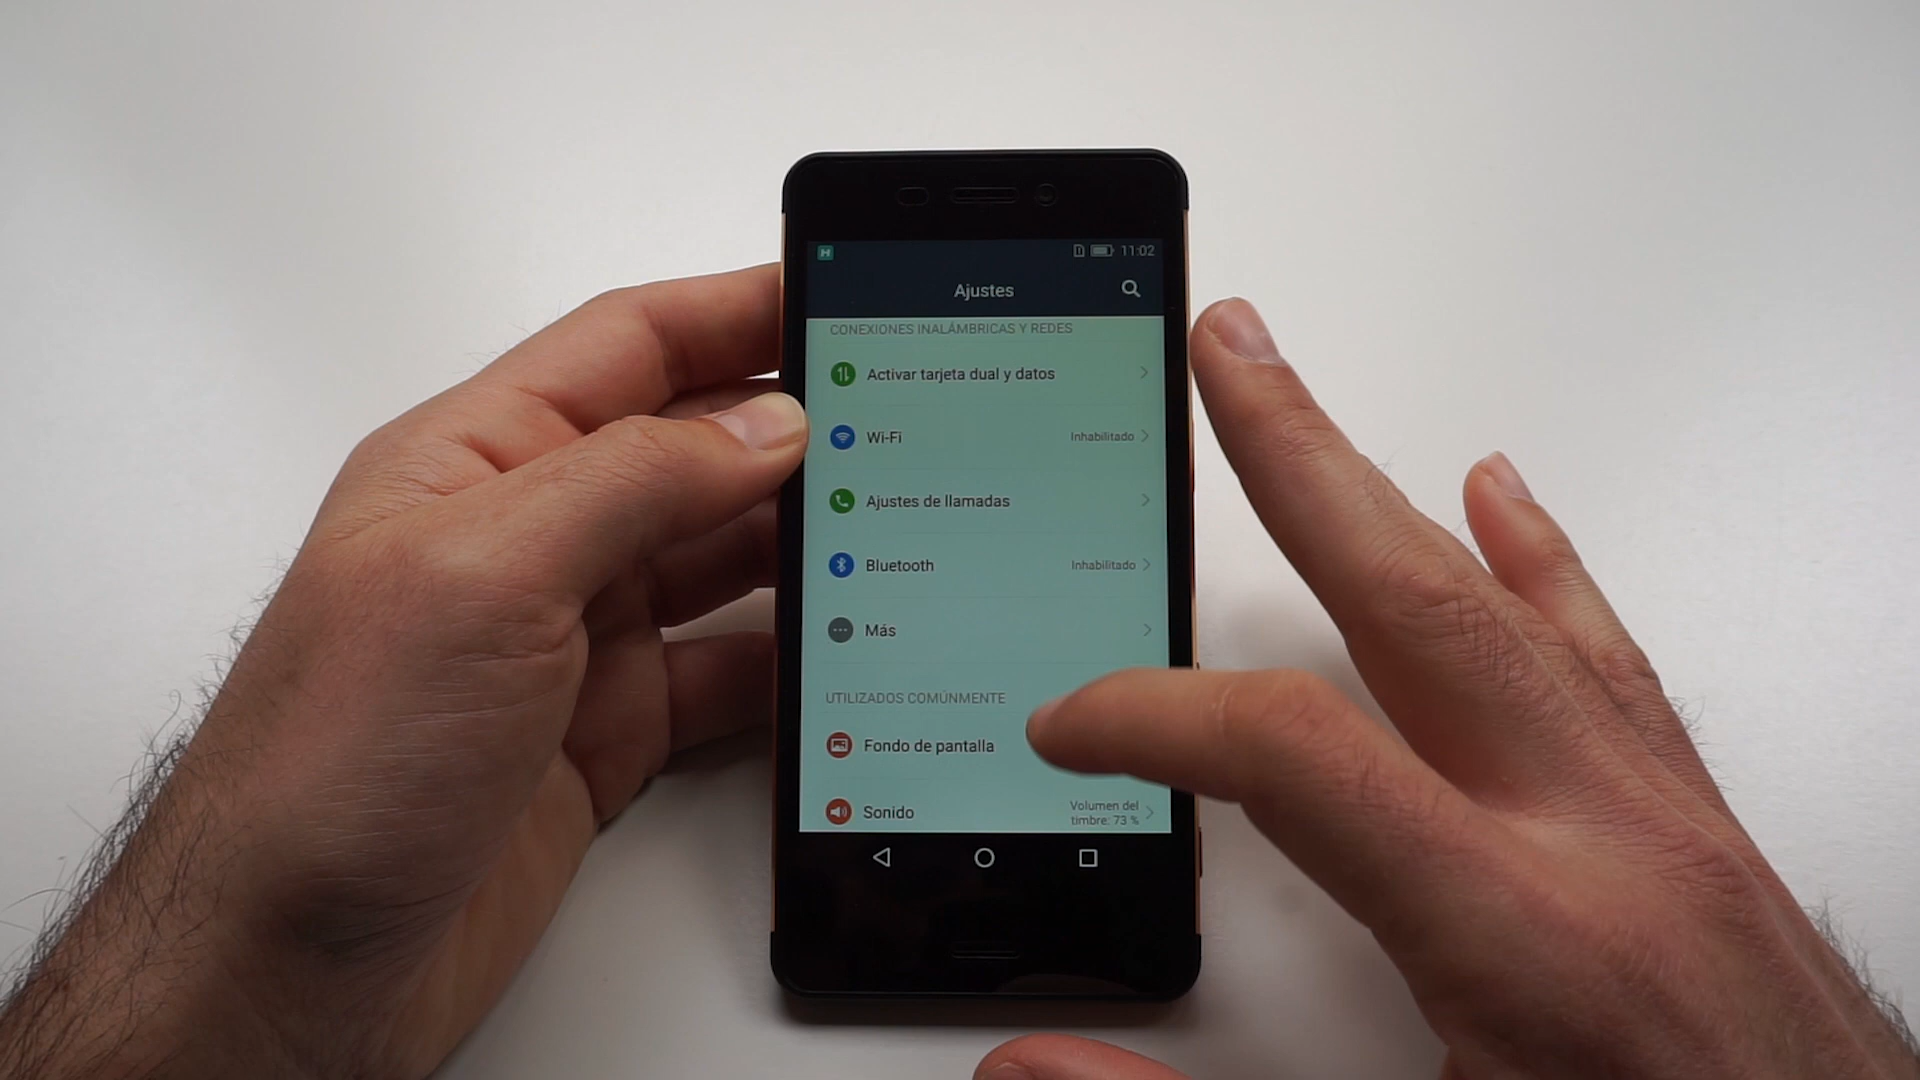 11:02
Ajustes
CONEXIONES INALÁMBRICAS Y REDES
Activar tarjeta dual y datos
Wi-Fi
Inhabilitado
Ajustes de llamadas
Bluetooth
Inhabilitado
Más
UTILIZADOS COMÚNMENTE
Fondo de pantalla
Sonido
Volumen del
timbre: 73 %